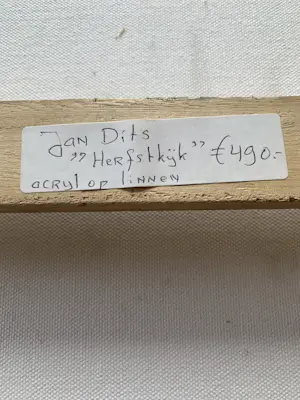 Jan Dits
„Herfstkijk” €490.-
acryl op linnen